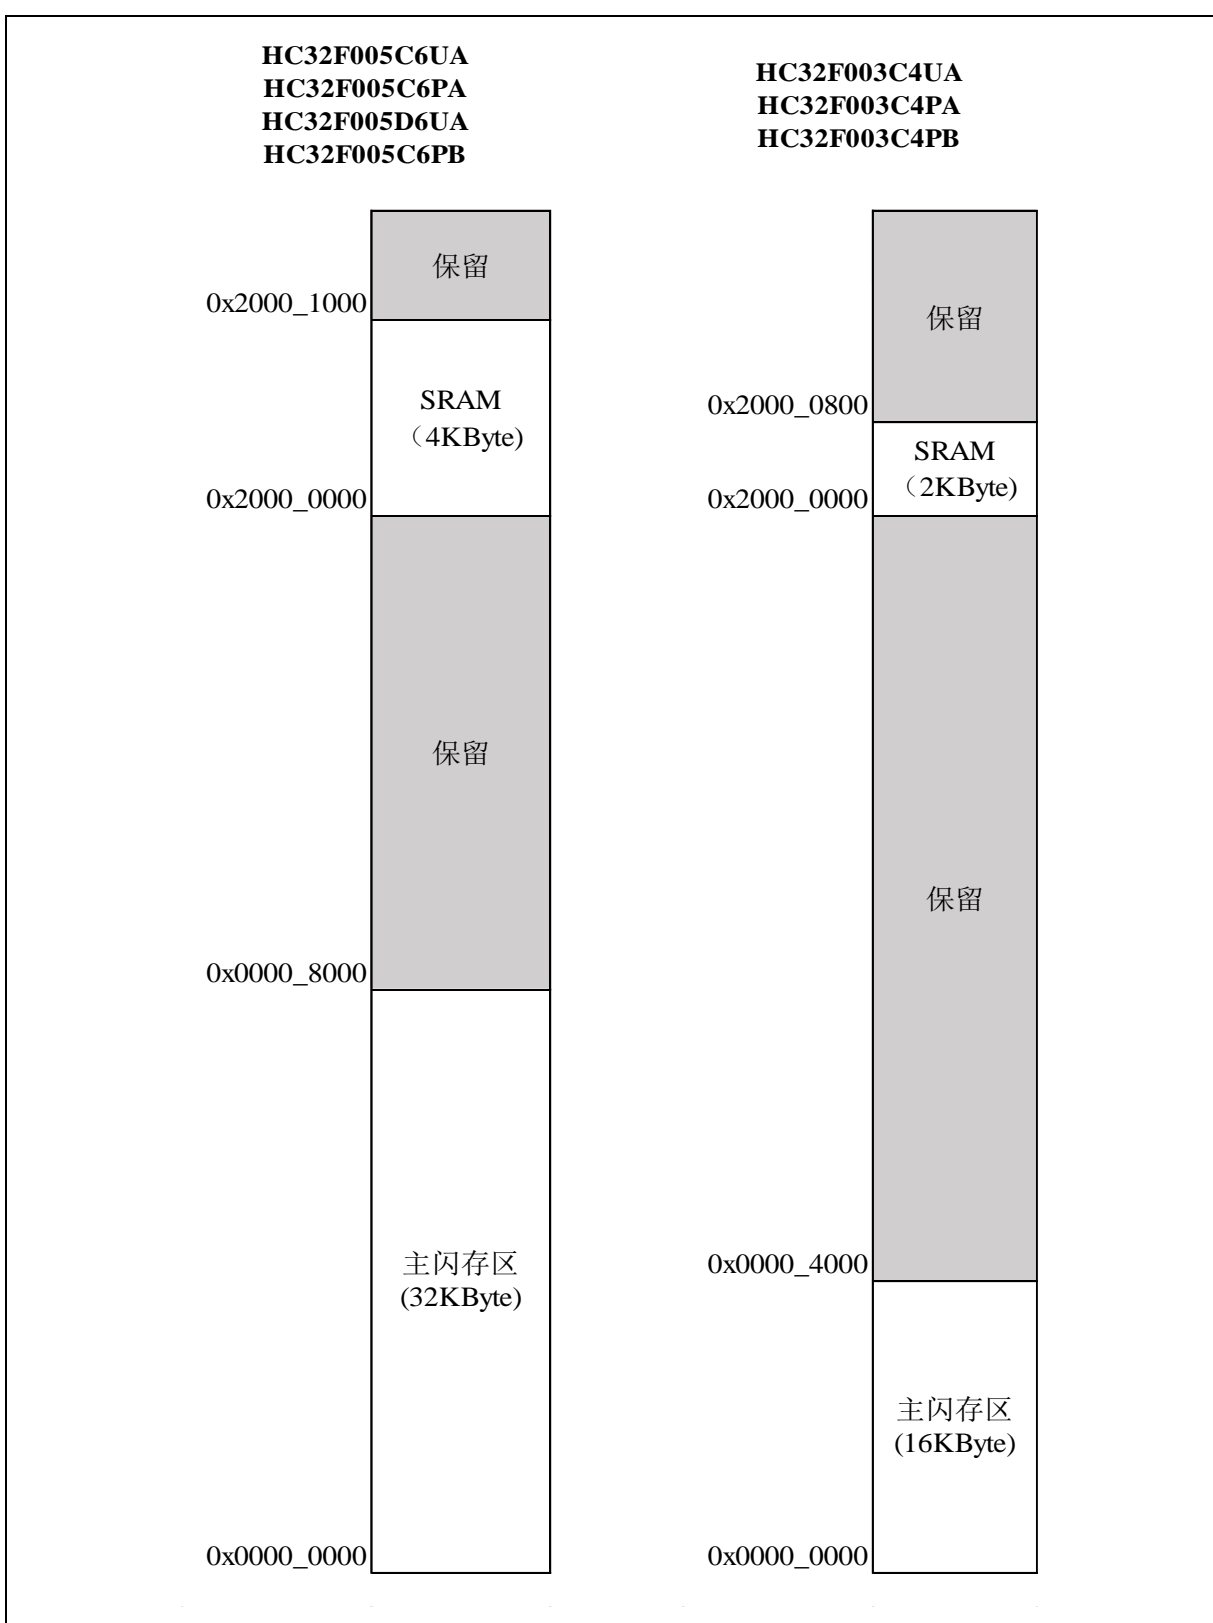 HC32F005C6UA
HC32F005C6PA
HC32F005D6UA
HC32F005C6PB
保留
0x2000_1000
SRAM
（4KByte)
0x2000_0000
保留
0x0000_8000
主闪存区
(32KByte)
0x0000_0000
HC32F003C4UA
HC32F003C4PA
HC32F003C4PB
保留
0x2000_0800
SRAM
（2KByte)
0x2000_0000
保留
0x0000_4000
主闪存区
(16KByte)
0x0000_0000